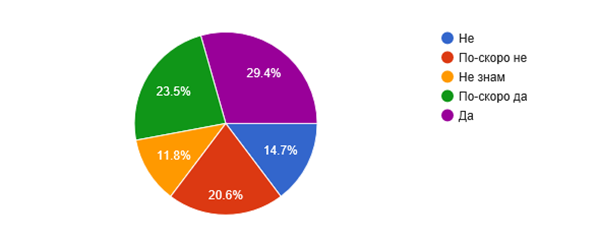 29.4%
23.5%
14.7%
11.8%
20.6%
Не
По-скоро не
Не знам
По-скоро да
Да